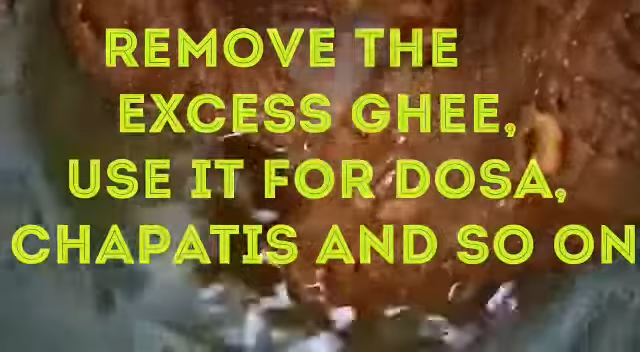 REMOVE THE
EXCESS GHEE,
USE IT FOR DOSA,
CHAPATIS AND SO ON